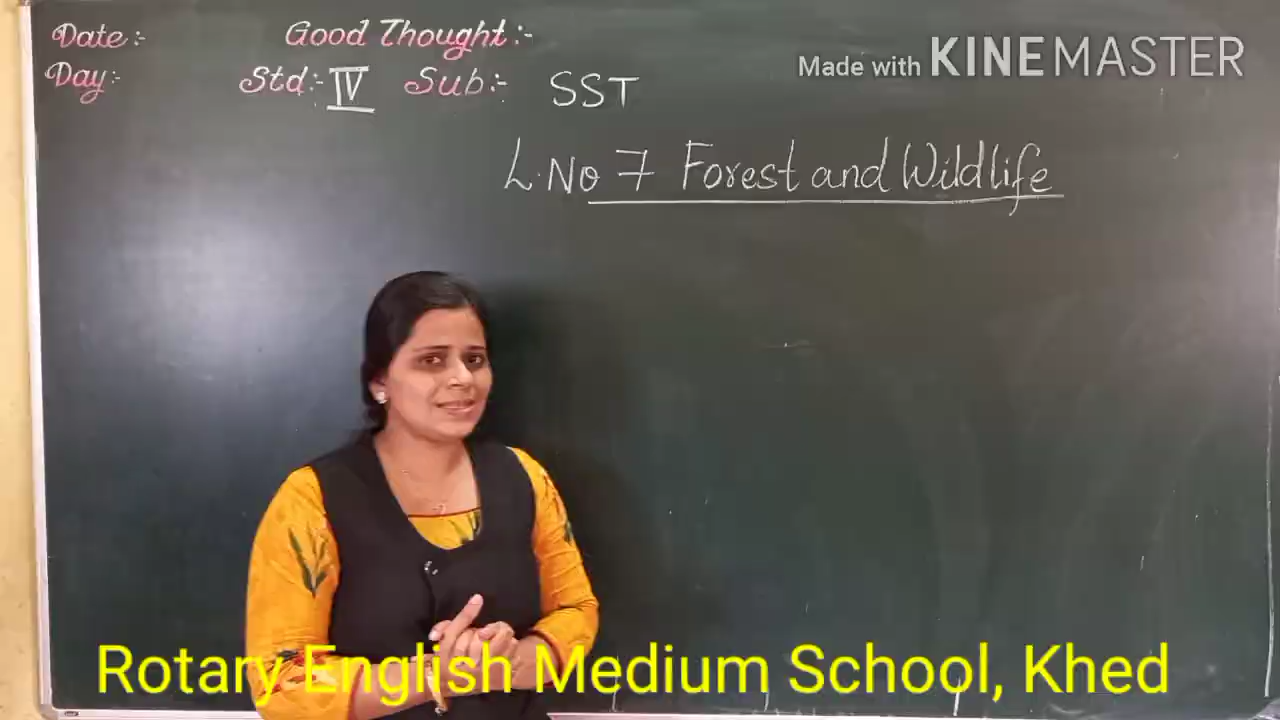 Date:- Good Thought:-
Made with KINEMASTER
Day:- Std:- IV Sub:- SST
L.No 7 Forest and Wildlife
Rotary English Medium School, Khed